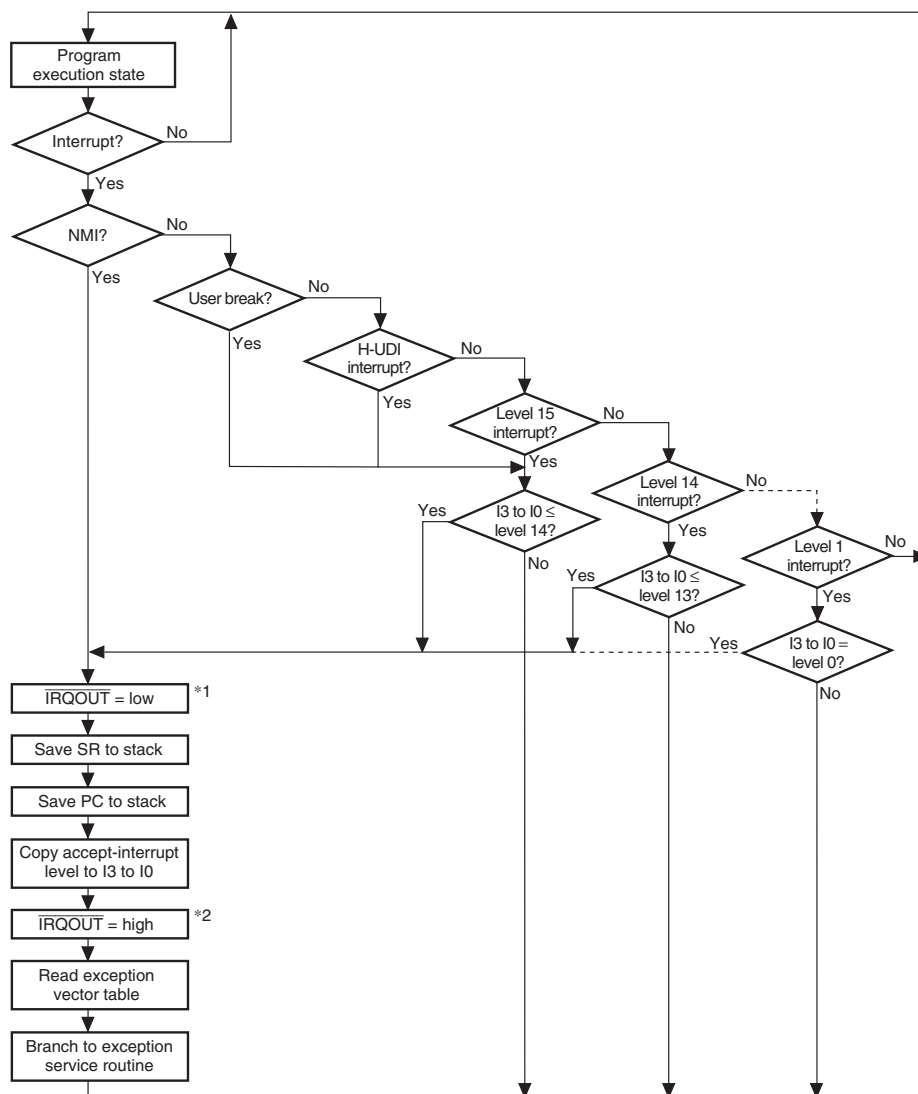 Program
execution state
Interrupt?
No
Yes
NMI?
No
Yes
User break?
No
Yes
H-UDI
interrupt?
No
Yes
Level 15
interrupt?
No
Yes
Level 14
interrupt?
No
Yes
I3 to I0 ≤
level 14?
Yes
No
Level 1
interrupt?
No
Yes
I3 to I0 ≤
level 13?
Yes
No
I3 to I0 =
level 0?
Yes
No
IRQOUT = low
*1
Save SR to stack
Save PC to stack
Copy accept-interrupt
level to I3 to I0
IRQOUT = high
*2
Read exception
vector table
Branch to exception
service routine